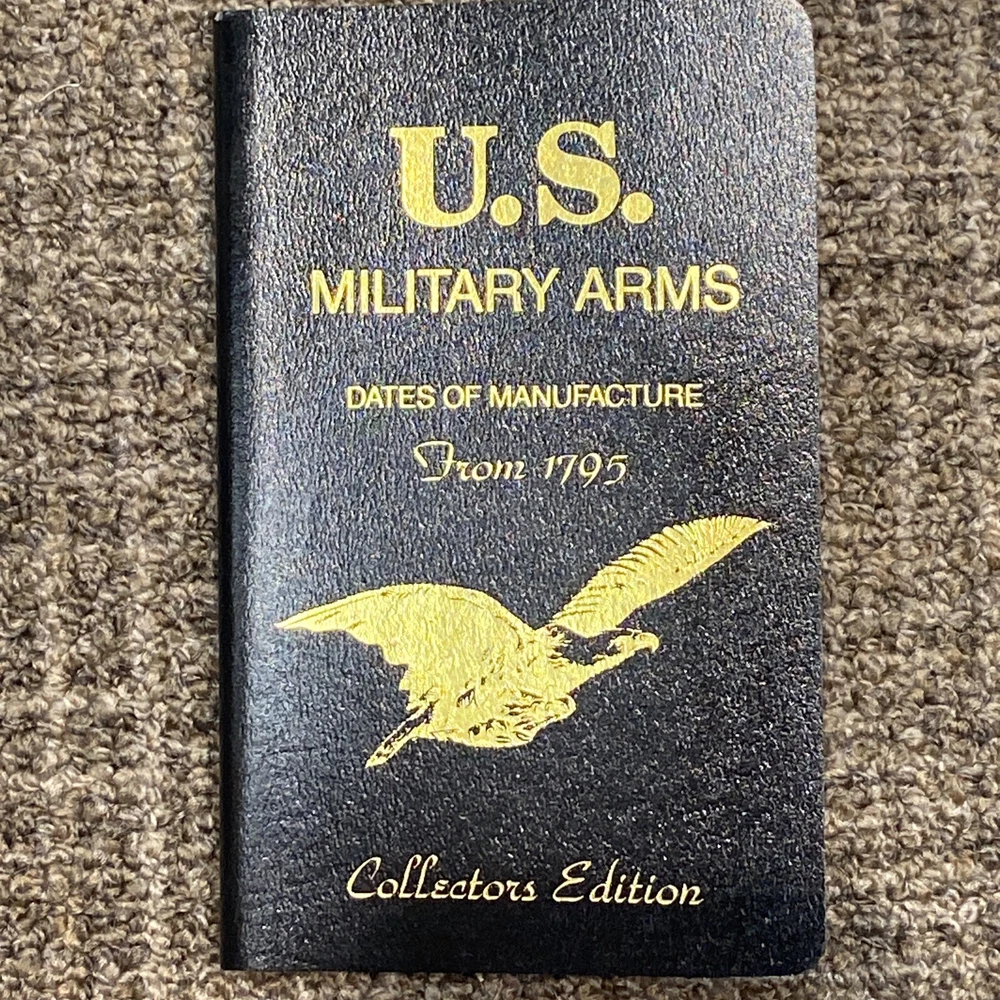 U.S.
MILITARY ARMS
DATES OF MANUFACTURE
From 1795
Collectors Edition